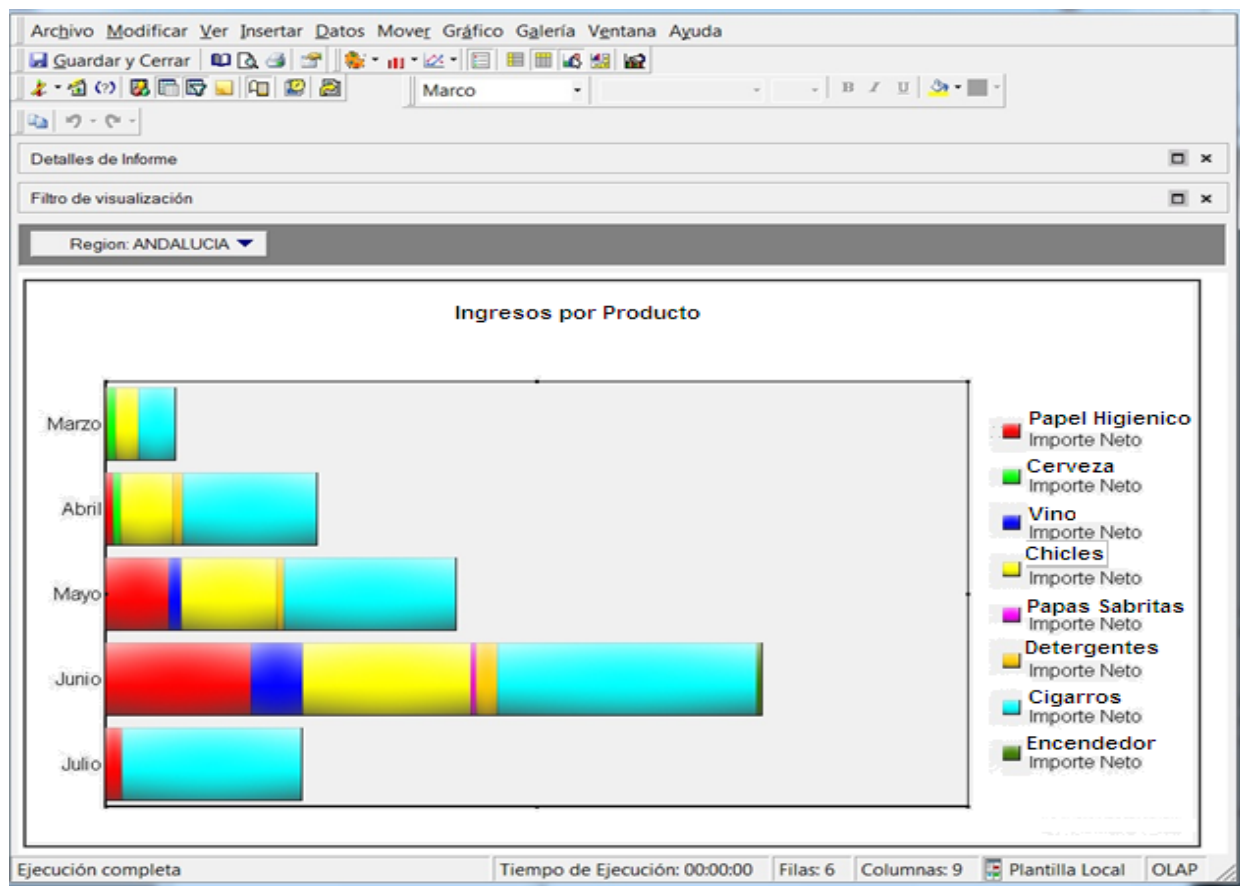 Archivo Modificar Ver Insertar Datos Mover Gráfico Galería Ventana Ayuda
Guardar y Cerrar
Marco B I U
Detalles de Informe
Filtro de visualización
Region: ANDALUCIA
Ingresos por Producto
Marzo
Abril
Mayo
Junio
Julio
Papel Higienico
Importe Neto
Cerveza
Importe Neto
Vino
Importe Neto
Chicles
Importe Neto
Papas Sabritas
Importe Neto
Detergentes
Importe Neto
Cigarros
Importe Neto
Encendedor
Importe Neto
Ejecución completa Tiempo de Ejecución: 00:00:00 Filas: 6 Columnas: 9 Plantilla Local OLAP